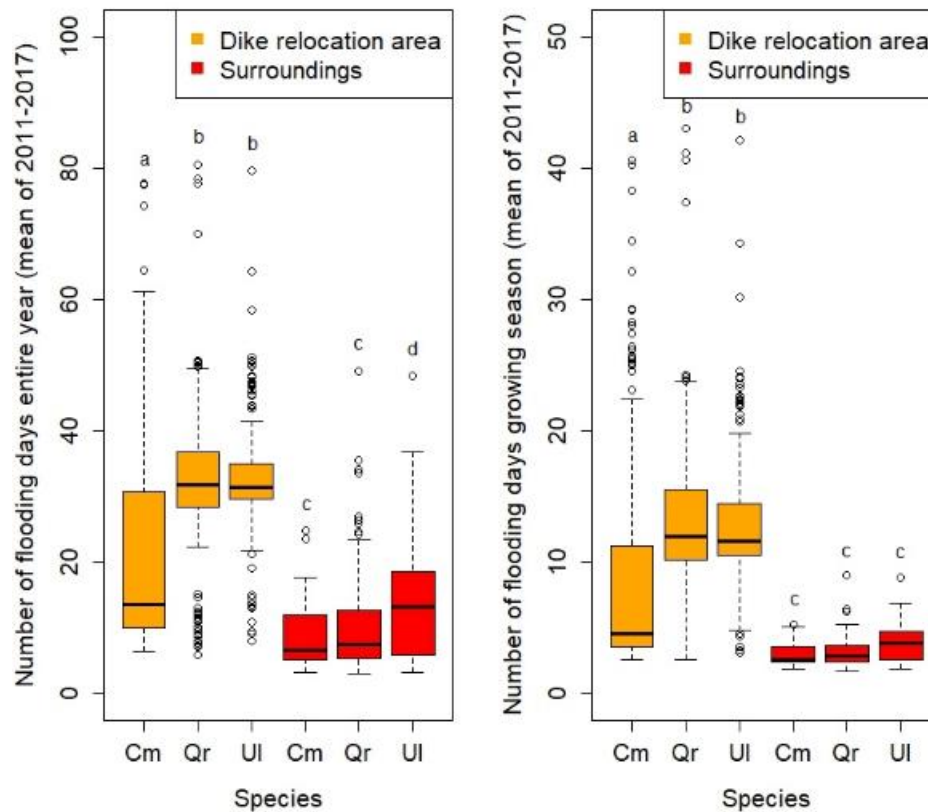 Number of flooding days entire year (mean of 2011-2017)
100
80
60
40
20
0
Dike relocation area
Surroundings
a
b
b
c
c
d
Cm Qr Ul Cm Qr Ul
Species
Number of flooding days growing season (mean of 2011-2017)
50
40
30
20
10
0
Dike relocation area
Surroundings
a
b
b
c
c
c
Cm Qr Ul Cm Qr Ul
Species